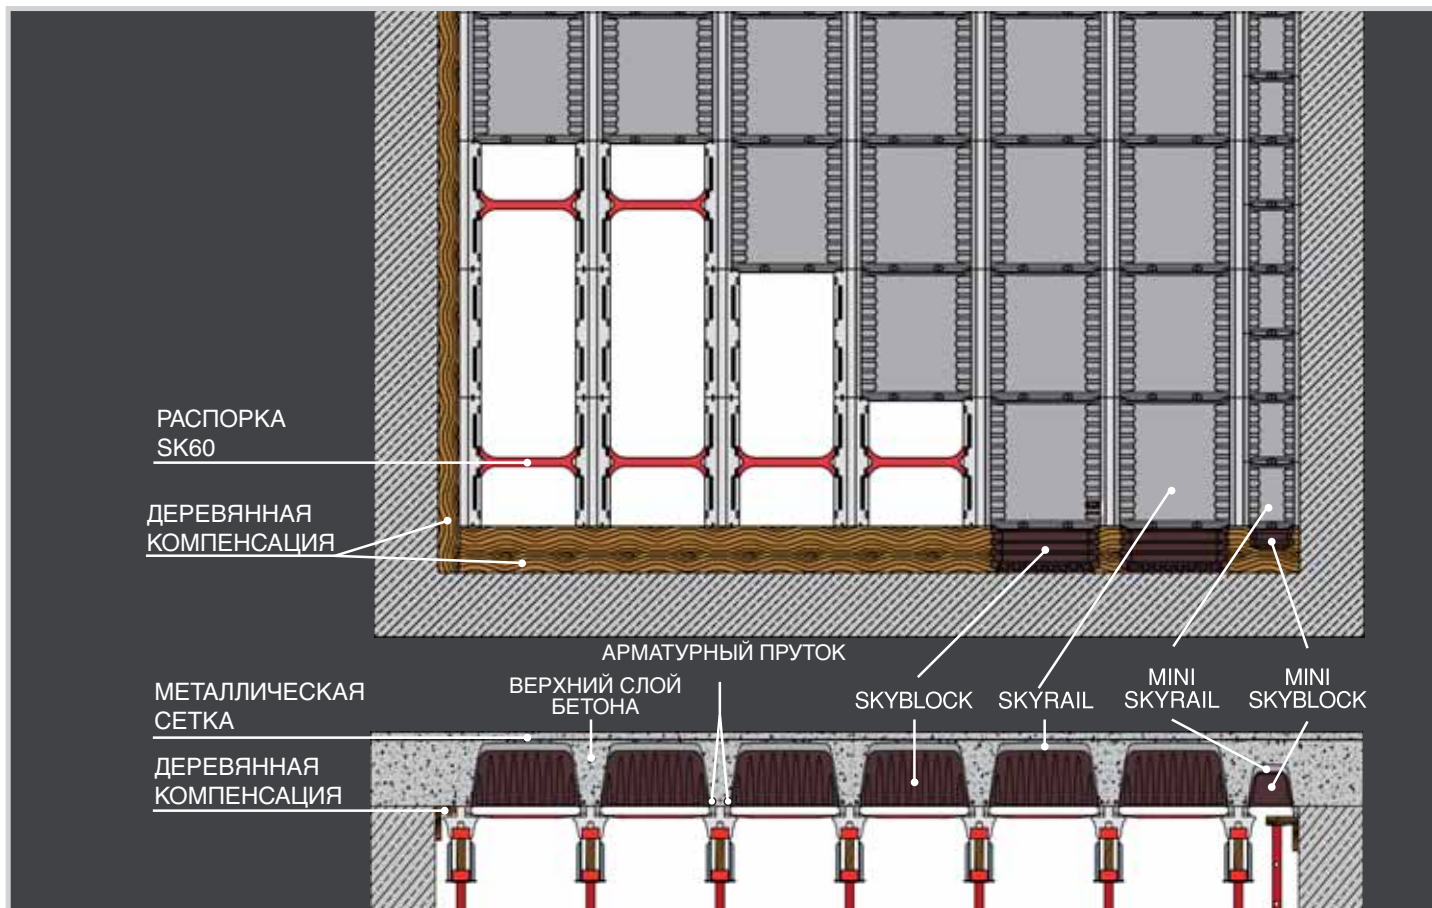 РАСПОРКА
SK60
ДЕРЕВЯННАЯ
КОМПЕНСАЦИЯ
АРМАТУРНЫЙ ПРУТОК
МЕТАЛЛИЧЕСКАЯ
СЕТКА
ВЕРХНИЙ СЛОЙ
БЕТОНА
SKYBLOCK
SKYRAIL
MINI
SKYRAIL
MINI
SKYBLOCK
ДЕРЕВЯННАЯ
КОМПЕНСАЦИЯ